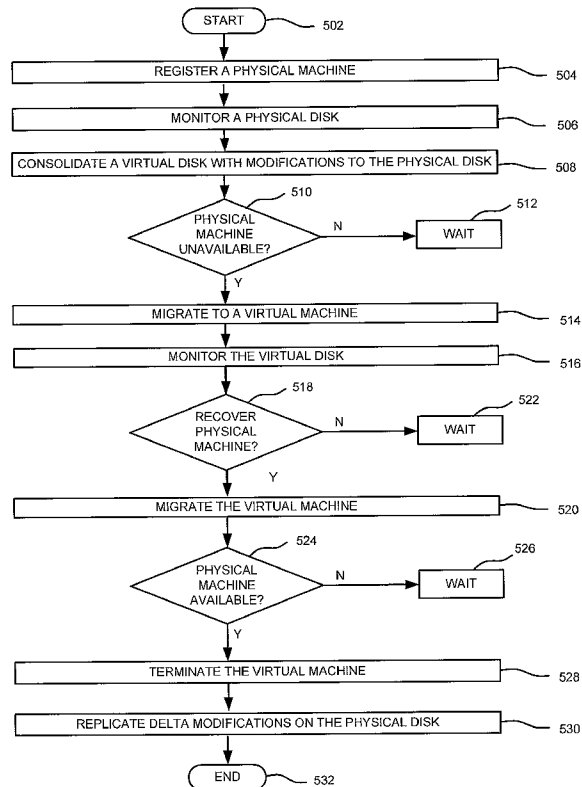 START
502
REGISTER A PHYSICAL MACHINE
504
MONITOR A PHYSICAL DISK
506
CONSOLIDATE A VIRTUAL DISK WITH MODIFICATIONS TO THE PHYSICAL DISK
508
510
PHYSICAL
MACHINE
UNAVAILABLE?
N
512
WAIT
Y
MIGRATE TO A VIRTUAL MACHINE
514
MONITOR THE VIRTUAL DISK
516
518
RECOVER
PHYSICAL
MACHINE?
N
522
WAIT
Y
MIGRATE THE VIRTUAL MACHINE
520
524
PHYSICAL
MACHINE
AVAILABLE?
N
526
WAIT
Y
TERMINATE THE VIRTUAL MACHINE
528
REPLICATE DELTA MODIFICATIONS ON THE PHYSICAL DISK
530
END
532